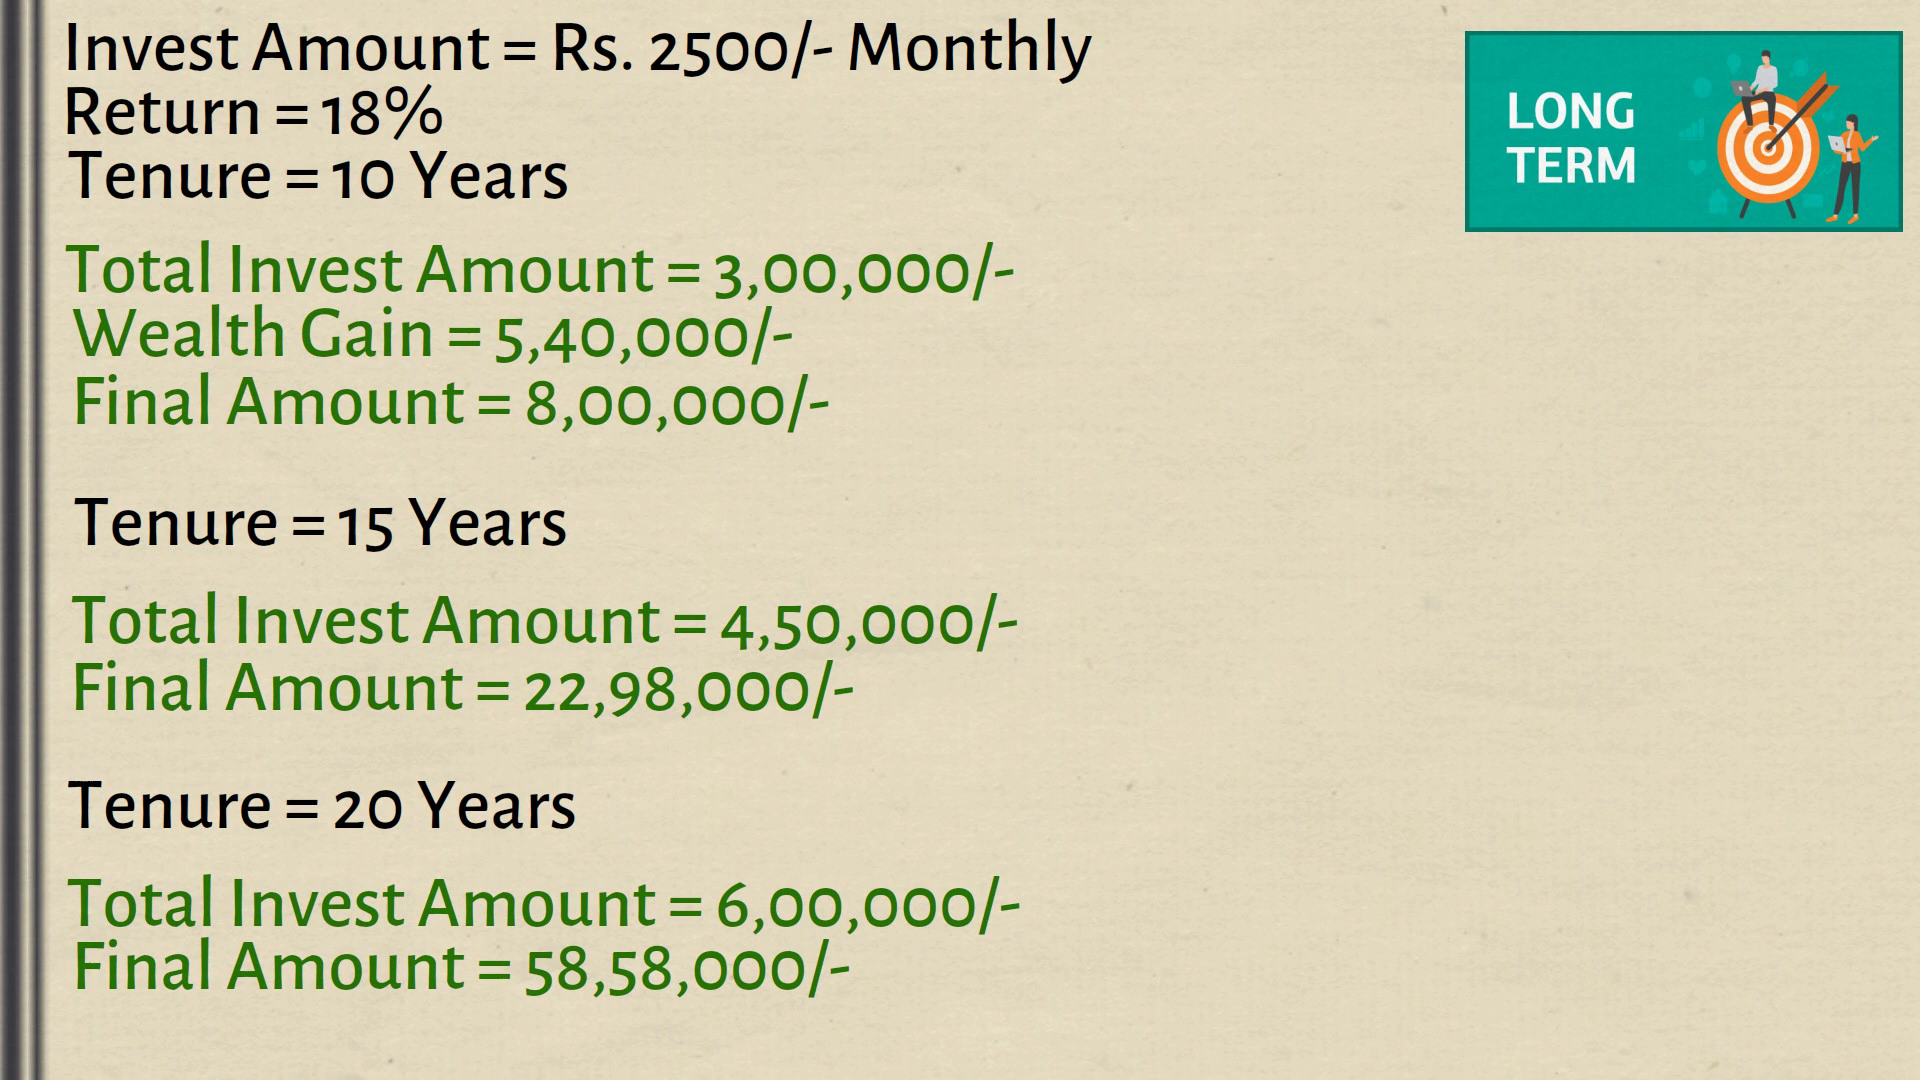 Invest Amount = Rs. 2500/- Monthly
Return = 18%
Tenure = 10 Years
LONG
TERM
Total Invest Amount = 3,00,000/-
Wealth Gain = 5,40,000/-
Final Amount = 8,00,000/-
Tenure = 15 Years
Total Invest Amount = 4,50,000/-
Final Amount = 22,98,000/-
Tenure = 20 Years
Total Invest Amount = 6,00,000/-
Final Amount = 58,58,000/-